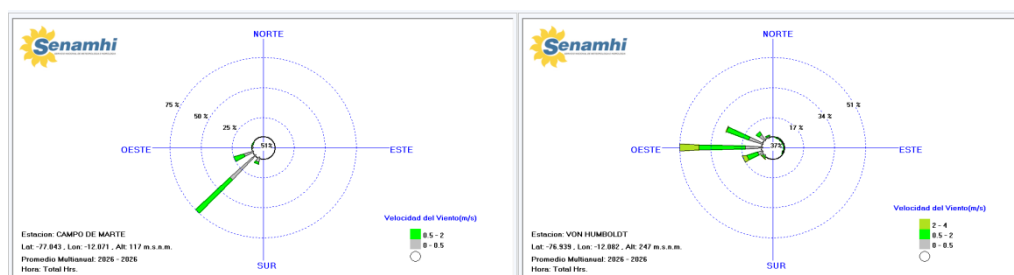 Senamhi
NORTE
75 %
50 %
25 %
51%
OESTE
ESTE
SUR
Velocidad del Viento(m/s)
0.5 - 2
0 - 0.5
Estacion: CAMPO DE MARTE
Lat: -77.043 , Lon: -12.071 , Alt: 117 m.s.n.m.
Promedio Multianual: 2026 - 2026
Hora: Total Hrs.
Senamhi
NORTE
51 %
34 %
17 %
37%
OESTE
ESTE
SUR
Velocidad del Viento(m/s)
2 - 4
0.5 - 2
0 - 0.5
Estacion: VON HUMBOLDT
Lat: -76.939 , Lon: -12.082 , Alt: 247 m.s.n.m.
Promedio Multianual: 2026 - 2026
Hora: Total Hrs.